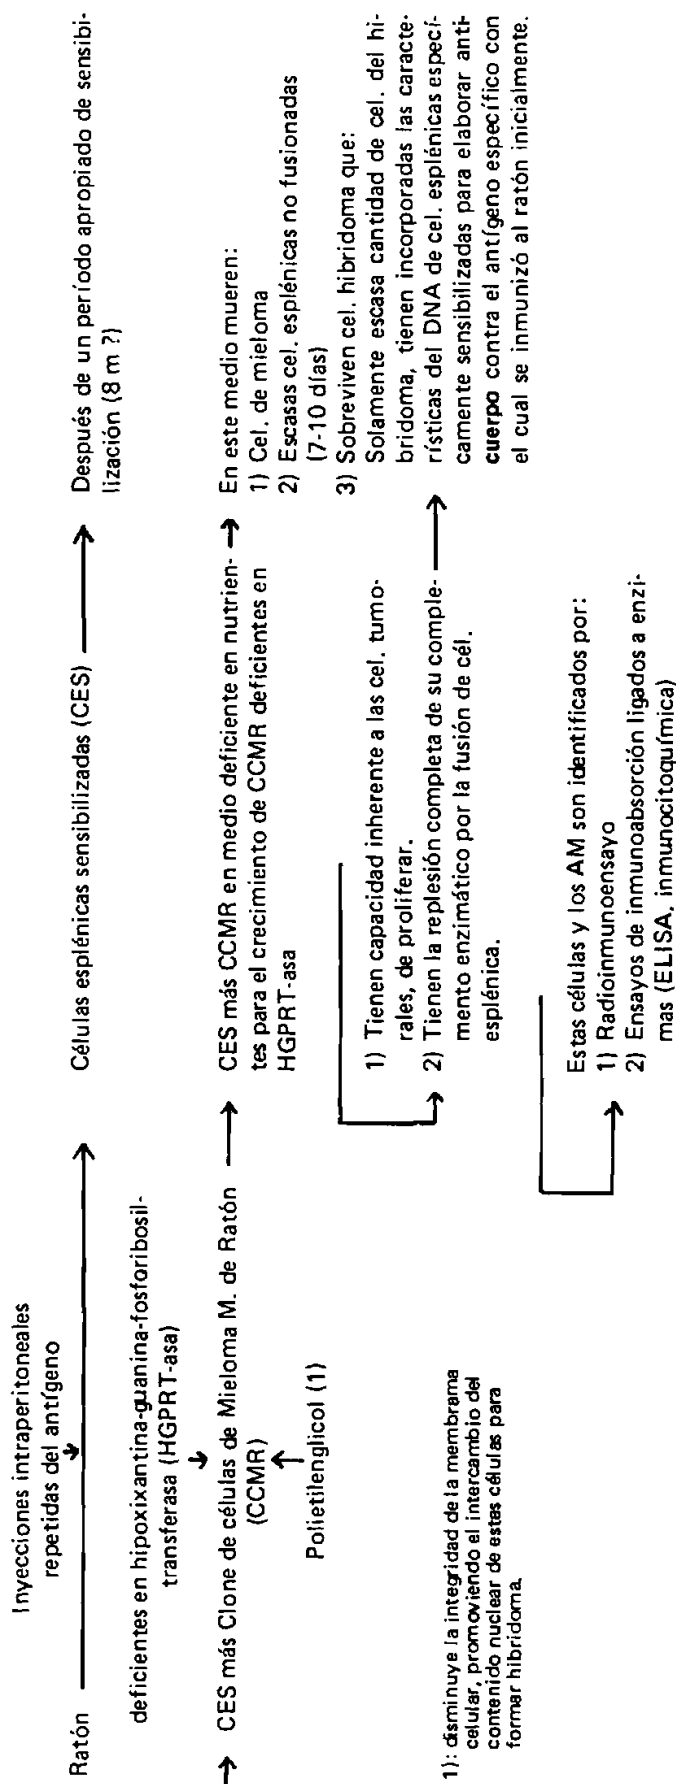 Inyecciones intraperitoneales
repetidas del antígeno
Ratón
Células esplénicas sensibilizadas (CES)
Después de un período apropiado de sensibi-
lización (8 m ?)
deficientes en hipoxixantina-guanina-fosforibosil-
transferasa (HGPRT-asa)
CES más Clone de células de Mieloma M. de Ratón
(CCMR)
Polietilenglicol (1)
CES más CCMR en medio deficiente en nutrien-
tes para el crecimiento de CCMR deficientes en
HGPRT-asa
En este medio mueren:
1) Cel. de mieloma
2) Escasas cel. esplénicas no fusionadas
(7-10 días)
3) Sobreviven cel. hibridoma que:
Solamente escasa cantidad de cel. del hi-
bridoma, tienen incorporadas las caracte-
rísticas del DNA de cel. esplénicas especí-
ficamente sensibilizadas para elaborar anti-
cuerpo contra el antígeno específico con
el cual se inmunizó al ratón inicialmente.
1) Tienen capacidad inherente a las cel. tumo-
rales, de proliferar.
2) Tienen la replesión completa de su comple-
mento enzimático por la fusión de cél.
esplénica.
1): disminuye la integridad de la membrama
celular, promoviendo el intercambio del
contenido nuclear de estas células para
formar hibridoma.
Estas células y los AM son identificados por:
1) Radioinmunoensayo
2) Ensayos de inmunoabsorción ligados a enzi-
mas (ELISA, inmunocitoquímica)